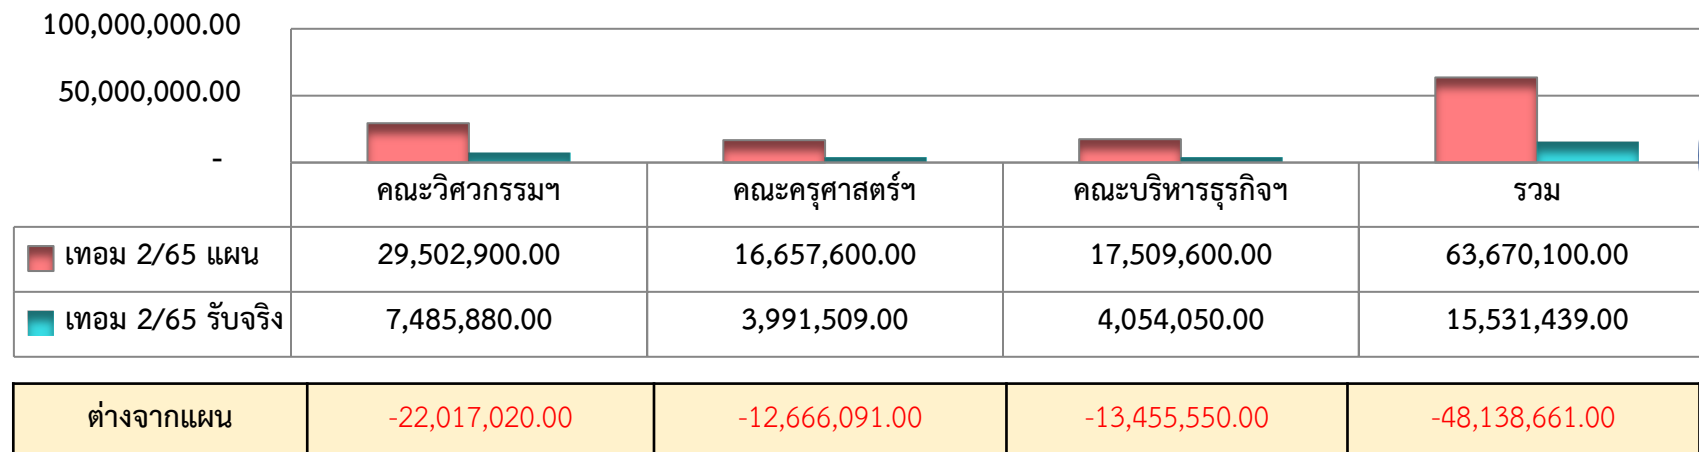 100,000,000.00
50,000,000.00
-
คณะวิศวกรรมฯ คณะครุศาสตร์ฯ คณะบริหารธุรกิจฯ รวม
เทอม 2/65 แผน 29,502,900.00 16,657,600.00 17,509,600.00 63,670,100.00
เทอม 2/65 รับจริง 7,485,880.00 3,991,509.00 4,054,050.00 15,531,439.00
ต่างจากแผน -22,017,020.00 -12,666,091.00 -13,455,550.00 -48,138,661.00